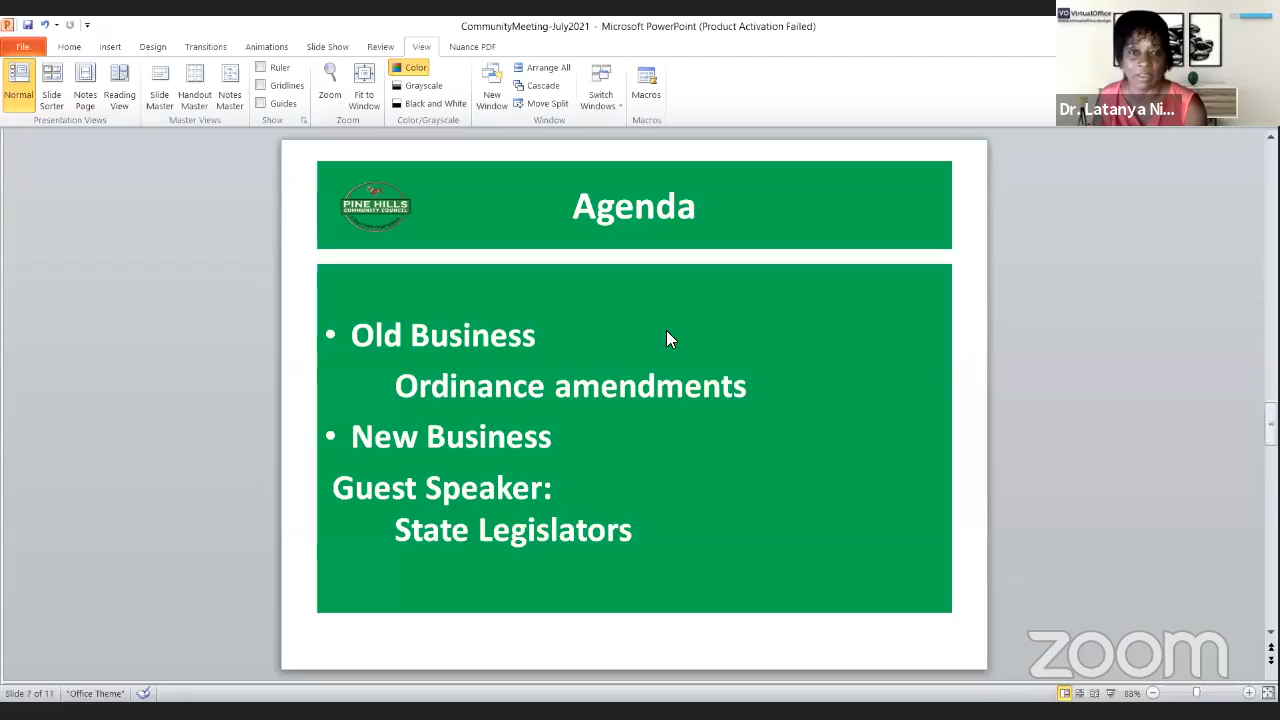 CommunityMeeting-July2021 - Microsoft PowerPoint (Product Activation Failed)
File Home Insert Design Transitions Animations Slide Show Review View Nuance PDF
Normal
Slide Sorter
Notes Page
Reading View
Presentation Views
Slide Master
Handout Master
Notes Master
Master Views
Ruler
Gridlines
Guides
Show
Zoom
Fit to Window
Zoom
Color
Grayscale
Black and White
Color/Grayscale
New Window
Arrange All
Cascade
Move Split
Switch Windows
Window
Macros
Macros
VO VirtualOffice
Dr. Latanya Ni...
PINE HILLS
COMMUNITY COUNCIL
Agenda
• Old Business
Ordinance amendments
• New Business
Guest Speaker:
State Legislators
zoom
Slide 7 of 11 "Office Theme" 88%